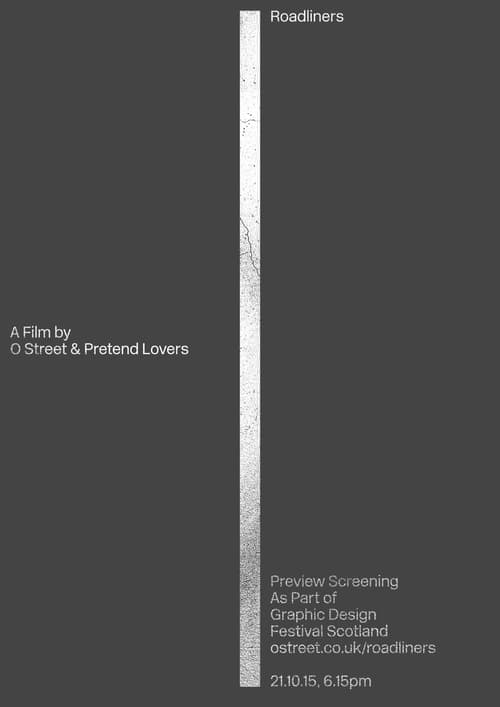 Roadliners
A Film by
O Street & Pretend Lovers
Preview Screening
As Part of
Graphic Design
Festival Scotland
ostreet.co.uk/roadliners
21.10.15, 6.15pm